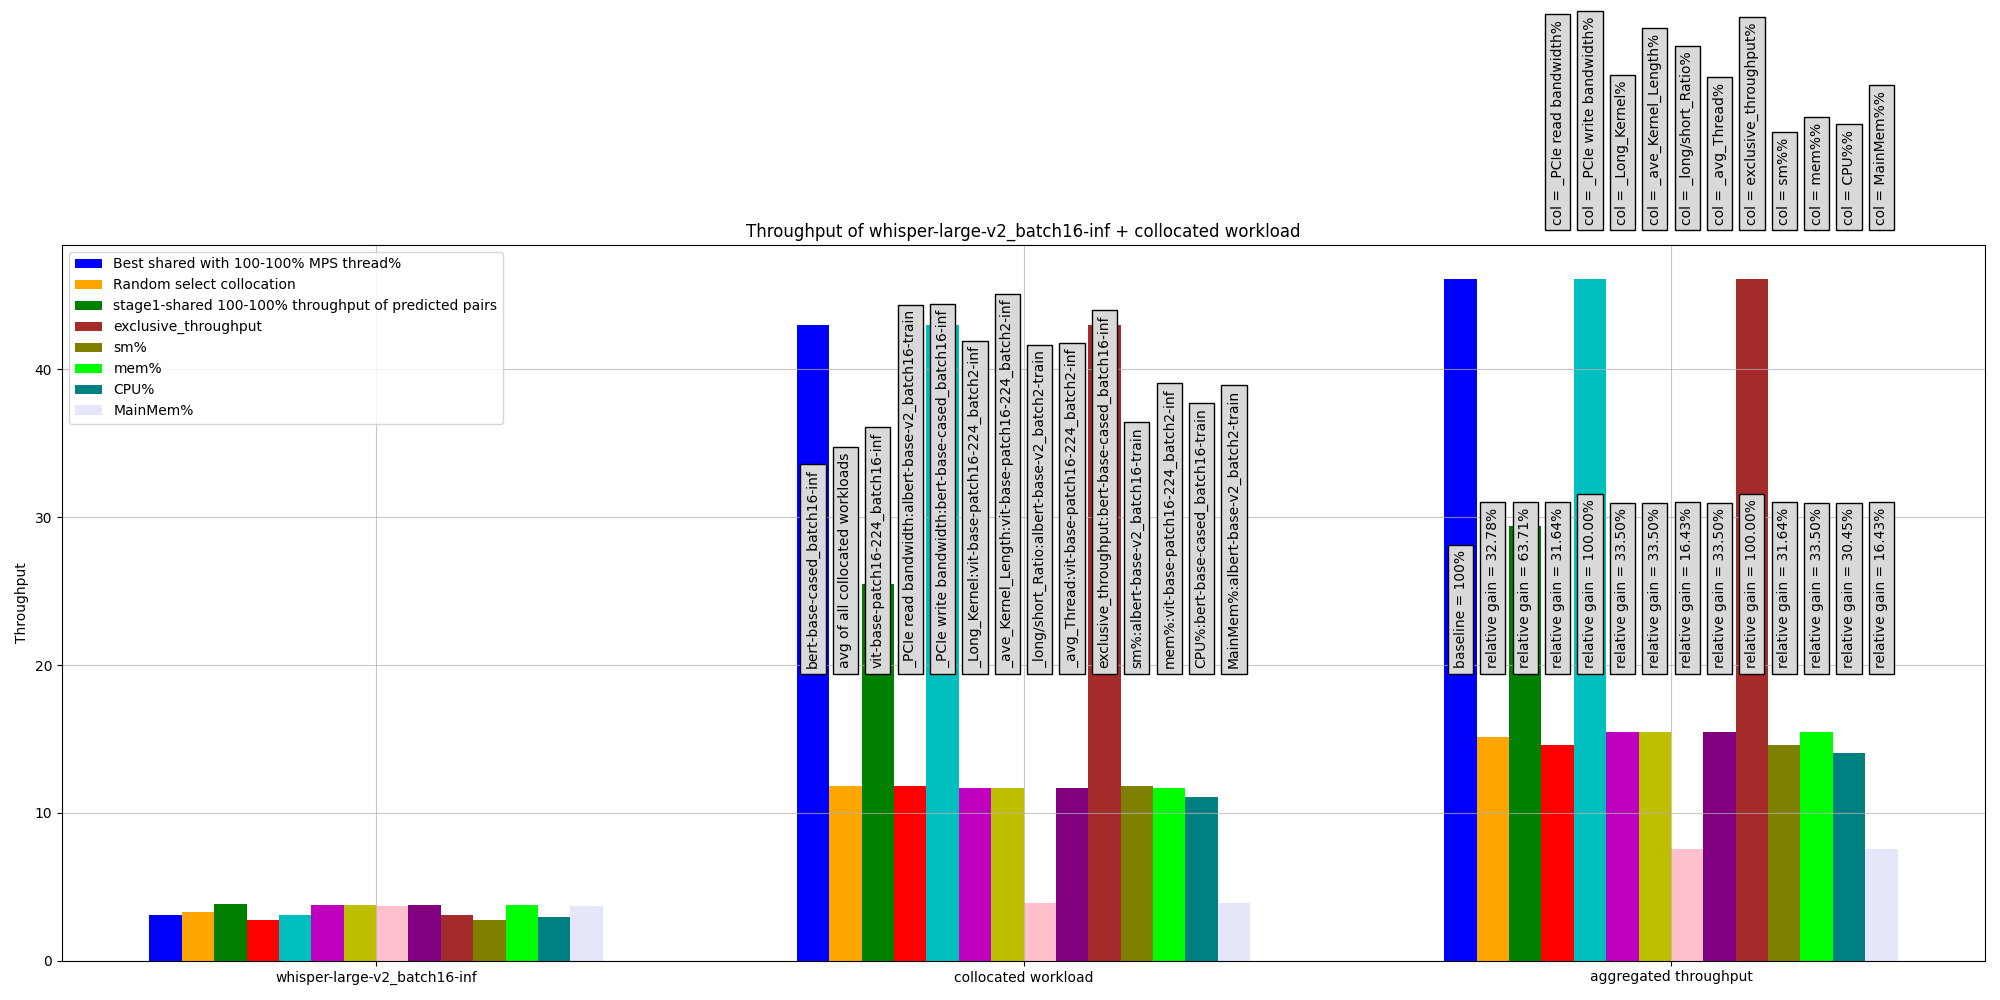 col = _PCIe read bandwidth%
col = _PCIe write bandwidth%
col = _Long_Kernel%
col = _ave_Kernel_Length%
col = _long/short_Ratio%
col = _avg_Thread%
col = exclusive_throughput%
col = sm%%
col = mem%%
col = CPU%%
col = MainMem%%
Throughput of whisper-large-v2_batch16-inf + collocated workload
Best shared with 100-100% MPS thread%
Random select collocation
stage1-shared 100-100% throughput of predicted pairs
exclusive_throughput
sm%
mem%
CPU%
MainMem%
Throughput
40
30
20
10
0
bert-base-cased_batch16-inf
avg of all collocated workloads
vit-base-patch16-224_batch16-inf
_PCIe read bandwidth:albert-base-v2_batch16-train
_PCIe write bandwidth:bert-base-cased_batch16-inf
_Long_Kernel:vit-base-patch16-224_batch2-inf
_ave_Kernel_Length:vit-base-patch16-224_batch2-inf
_long/short_Ratio:albert-base-v2_batch2-train
_avg_Thread:vit-base-patch16-224_batch2-inf
exclusive_throughput:bert-base-cased_batch16-inf
sm%:albert-base-v2_batch16-train
mem%:vit-base-patch16-224_batch2-inf
CPU%:bert-base-cased_batch16-train
MainMem%:albert-base-v2_batch2-train
baseline = 100%
relative gain = 32.78%
relative gain = 63.71%
relative gain = 31.64%
relative gain = 100.00%
relative gain = 33.50%
relative gain = 33.50%
relative gain = 16.43%
relative gain = 33.50%
relative gain = 100.00%
relative gain = 31.64%
relative gain = 33.50%
relative gain = 30.45%
relative gain = 16.43%
whisper-large-v2_batch16-inf
collocated workload
aggregated throughput